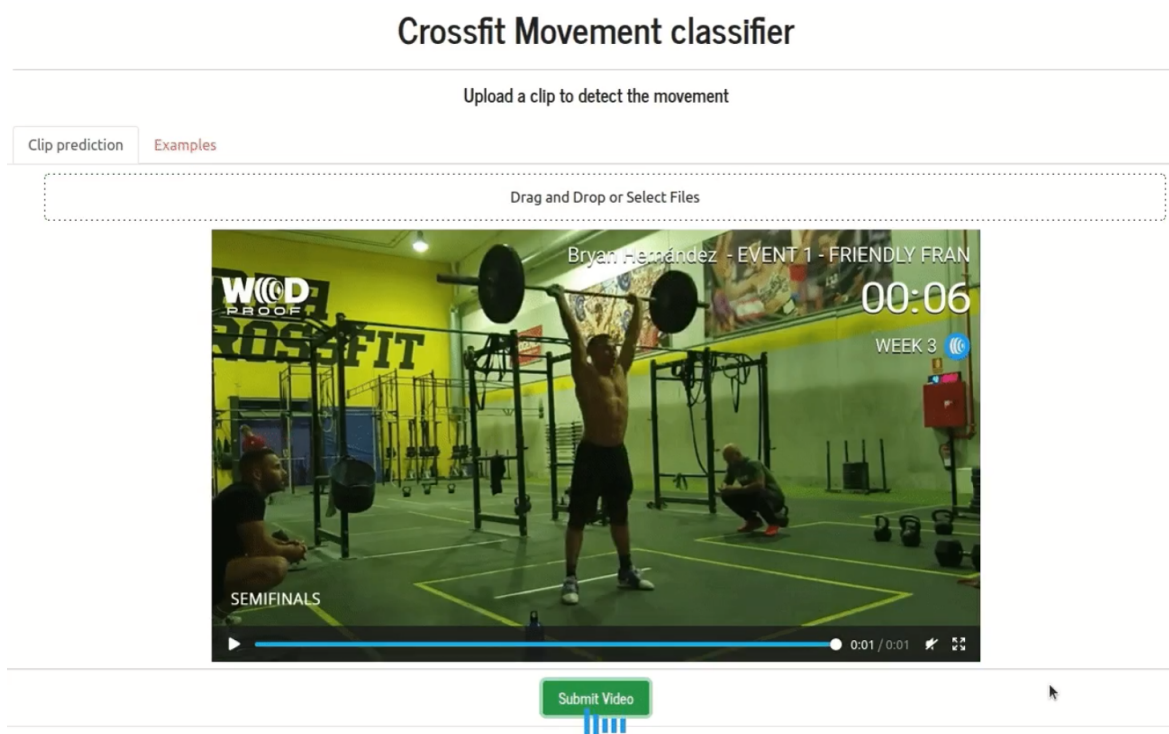 Crossfit Movement classifier
Upload a clip to detect the movement
Clip prediction
Examples
Drag and Drop or Select Files
Bryan Hernández - EVENT 1 - FRIENDLY FRAN
WOD
PROOF
00:06
WEEK 3
ROSSFIT
SEMIFINALS
0:01 / 0:01
Submit Video